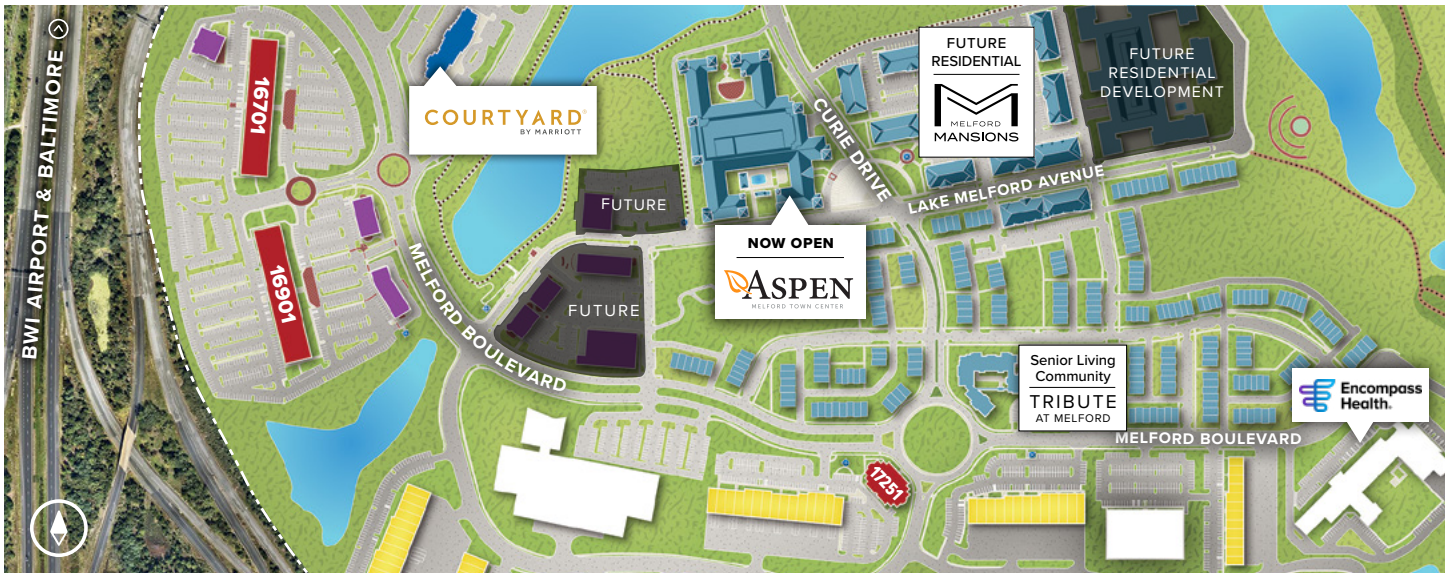 BWI AIRPORT & BALTIMORE
16701
16901
COURTYARD®
BY MARRIOTT
MELFORD BOULEVARD
FUTURE
FUTURE
NOW OPEN
ASPEN
MELFORD TOWN CENTER
CURIE DRIVE
FUTURE
RESIDENTIAL
M
MELFORD
MANSIONS
FUTURE
RESIDENTIAL
DEVELOPMENT
LAKE MELFORD AVENUE
Senior Living
Community
TRIBUTE
AT MELFORD
Encompass
Health.
MELFORD BOULEVARD
17251